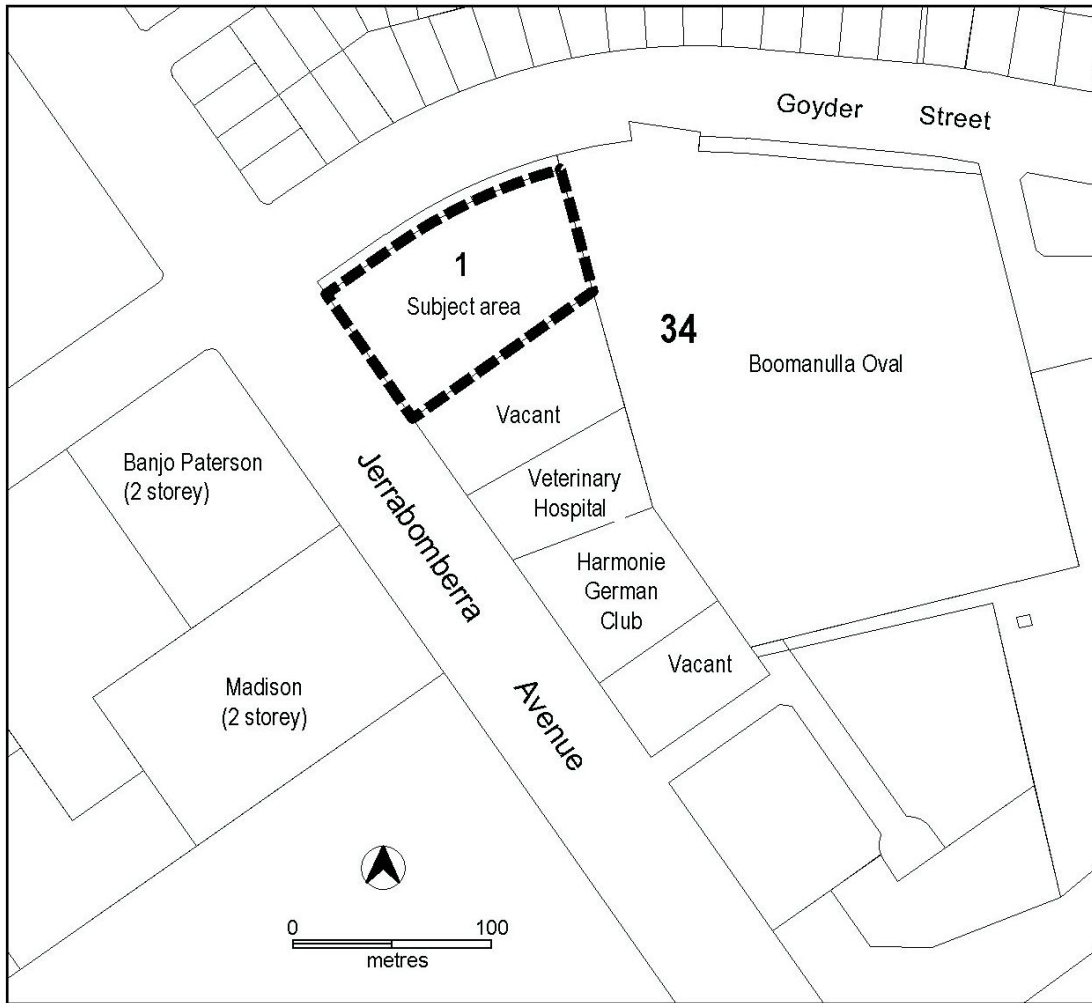 Goyder Street
1
Subject area
34
Boomanulla Oval
Vacant
Banjo Paterson
(2 storey)
Veterinary
Hospital
Jerrabomberra
Avenue
Harmonie
German
Club
Vacant
Madison
(2 storey)
0 100
metres